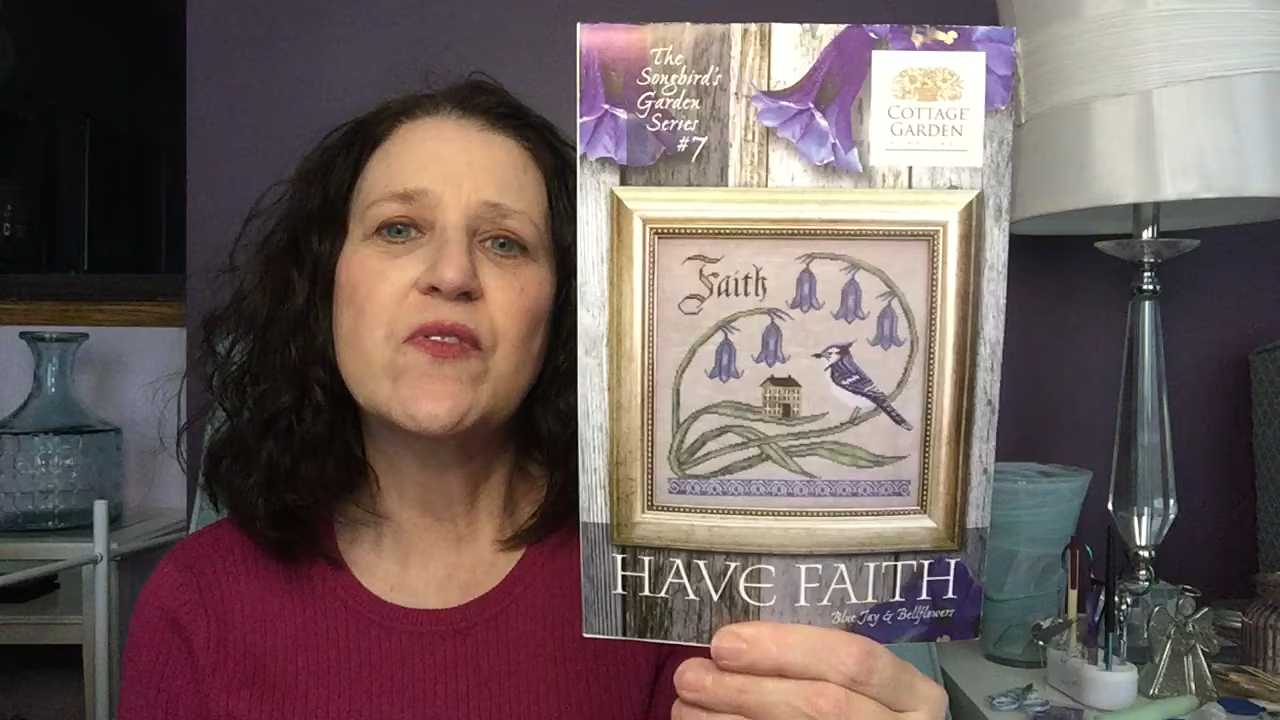 The
Songbird's
Garden
Series
#7
COTTAGE
GARDEN
Faith
HAVE FAITH
Blue Jay & Bellflowers